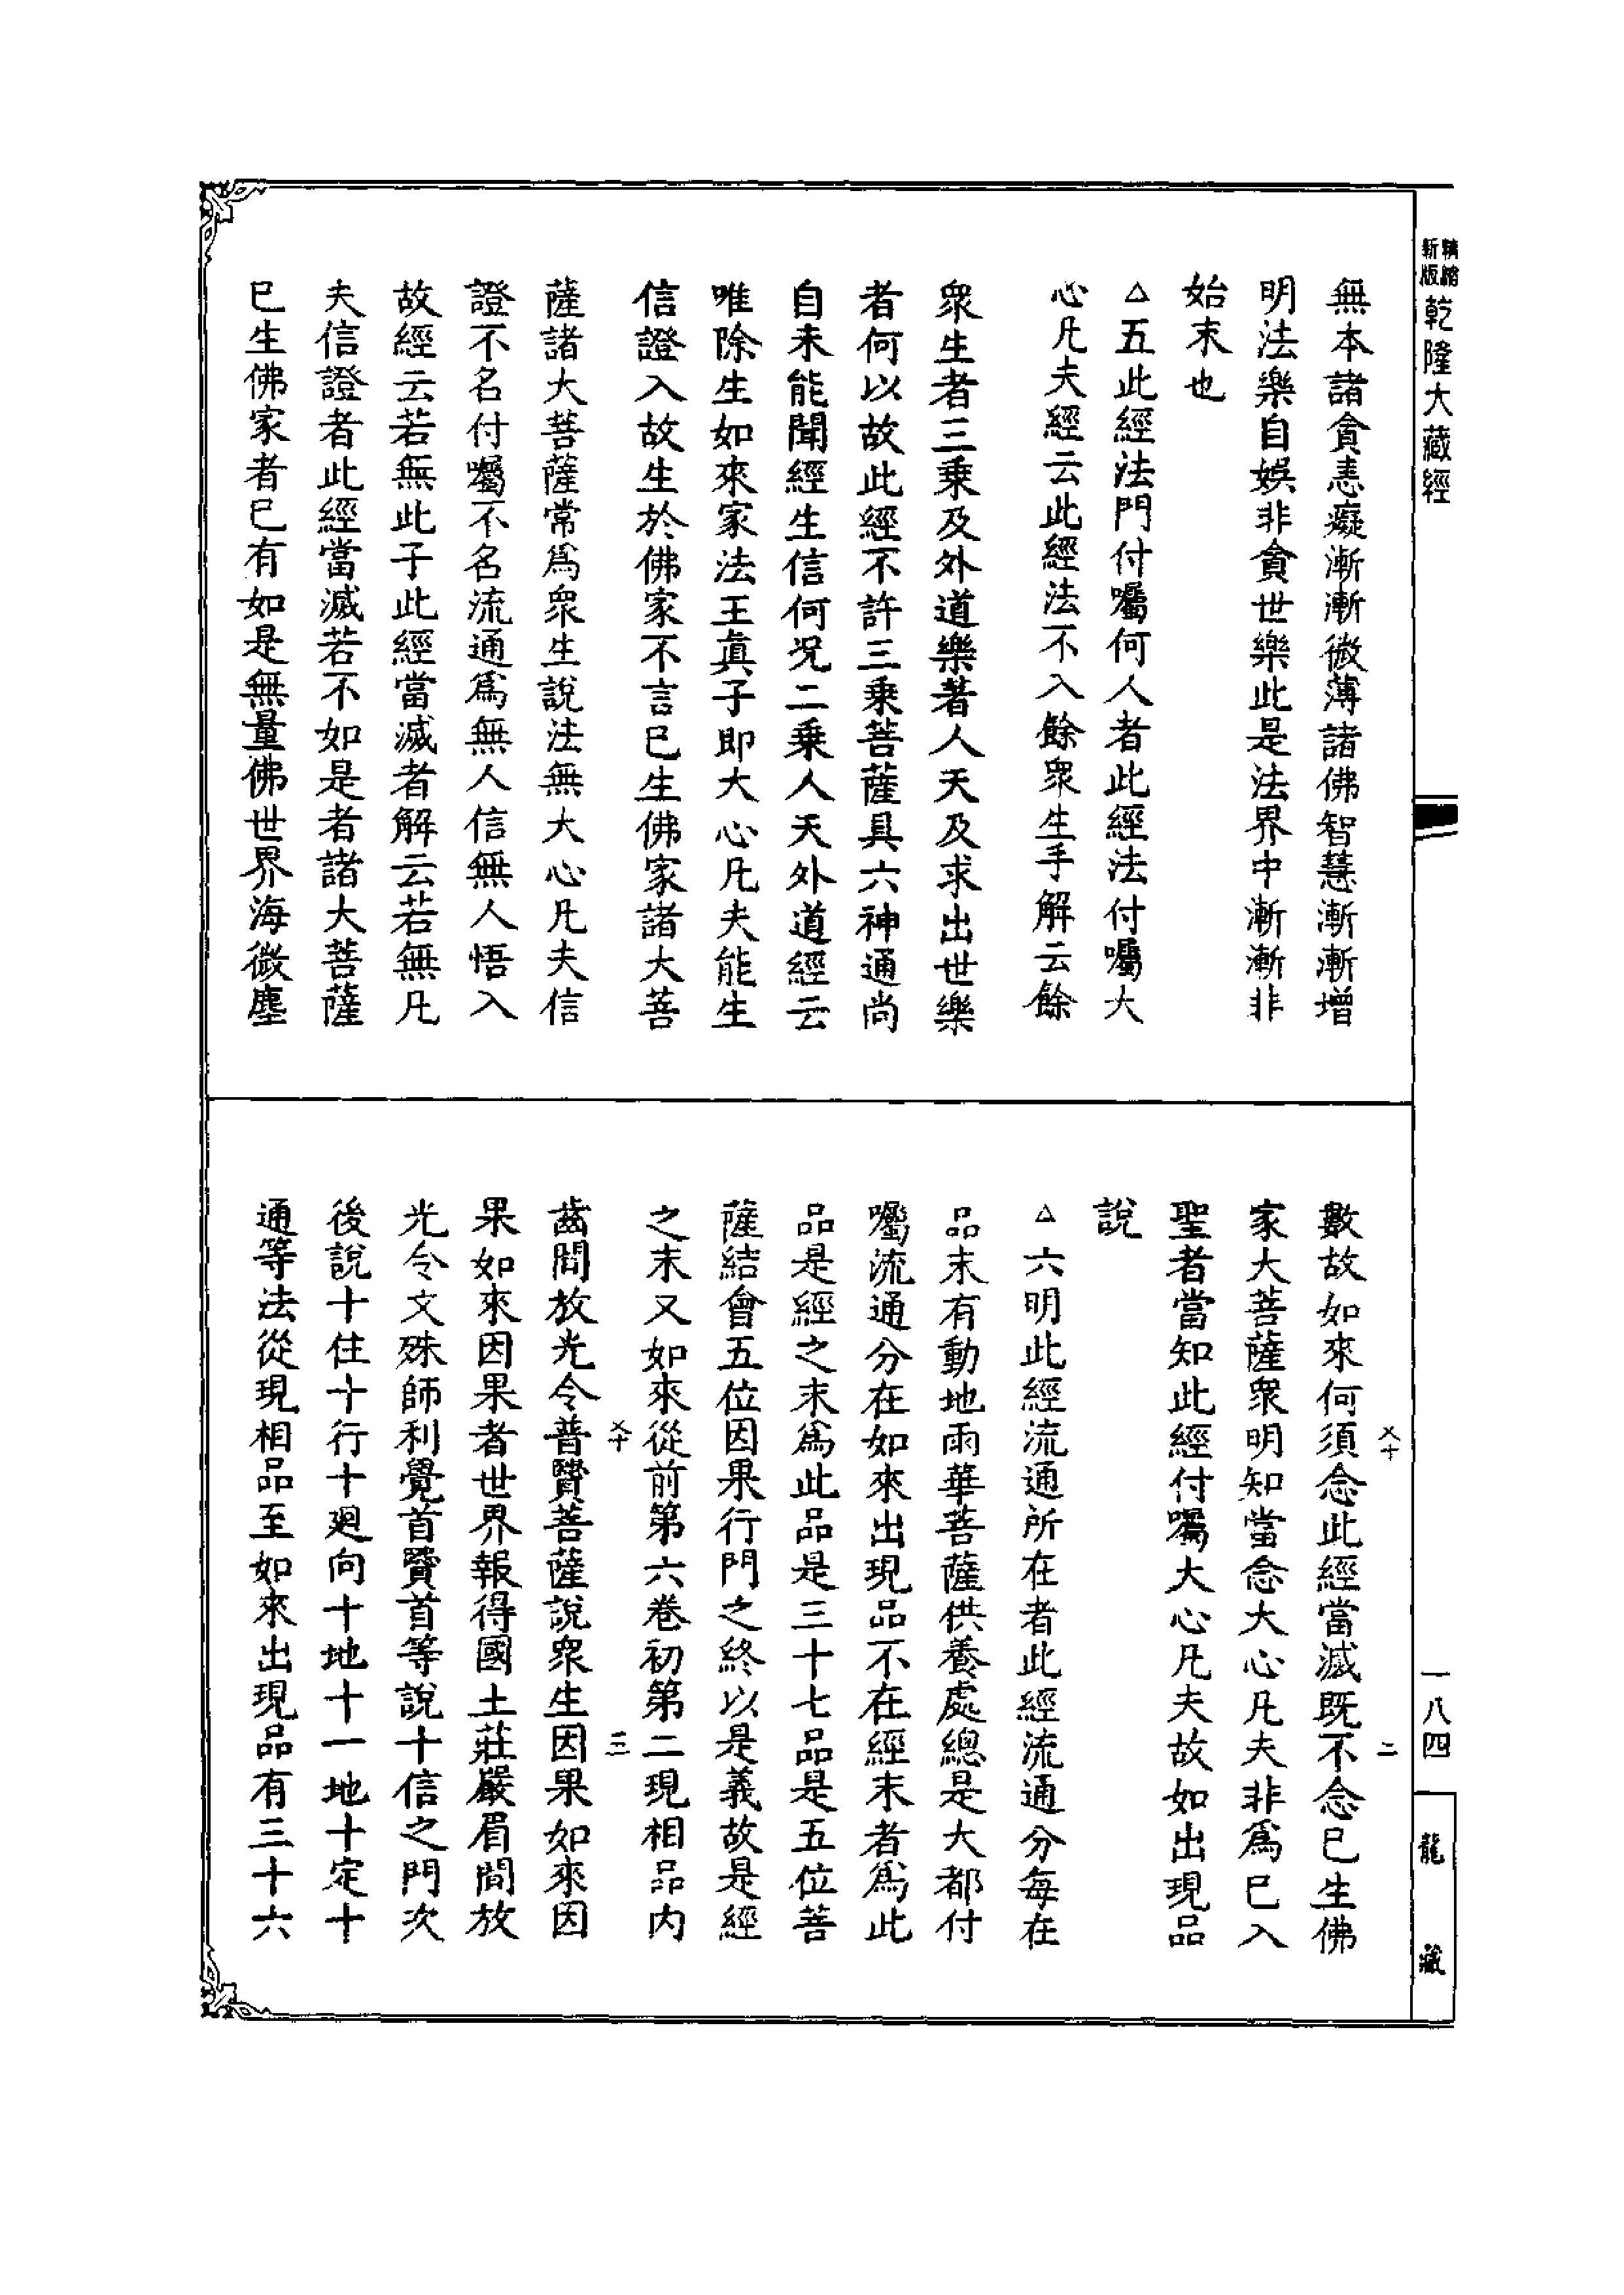 新版精縮
乾隆大藏經
無本諸貪恚癡漸漸微薄諸佛智慧漸漸增
明法樂自娛非貪世樂此是法界中漸漸非
始末也
△五此經法門付囑何人者此經法付囑大
心凡夫經云此經法不入餘衆生手解云餘
衆生者三乘及外道樂著人天及求出世樂
者何以故此經不許三乘菩薩具六神通尚
自未能聞經生信何况二乘人天外道經云
唯除生如來家法王真子即大心凡夫能生
信證入故生於佛家不言巳生佛家諸大菩
薩諸大菩薩常爲衆生說法無大心凡夫信
證不名付囑不名流通爲無人信無人悟入
故經云若無此子此經當滅者解云若無凡
夫信證者此經當滅若不如是者諸大菩薩
巳生佛家者巳有如是無量佛世界海微塵
數故如來何須念此經當滅既不念巳生佛
家大菩薩衆明知當念大心凡夫非爲巳入
聖者當知此經付囑大心凡夫故如出現品
說
△六明此經流通所在者此經流通分每在
品末有動地雨華菩薩供養處總是大都付
囑流通分在如來出現品不在經末者爲此
品是經之末爲此品是三十七品是五位菩
薩結會五位因果行門之終以是義故是經
之末又如來從前第六卷初第二現相品內
齒間放光令普賢菩薩說衆生因果如來因
果如來因果者世界報得國土莊嚴眉間放
光令文殊師利覺首賢首等說十信之門次
後說十住十行十廻向十地十一地十定十
通等法從現相品至如來出現品有三十六
二
三
一八四
龍藏